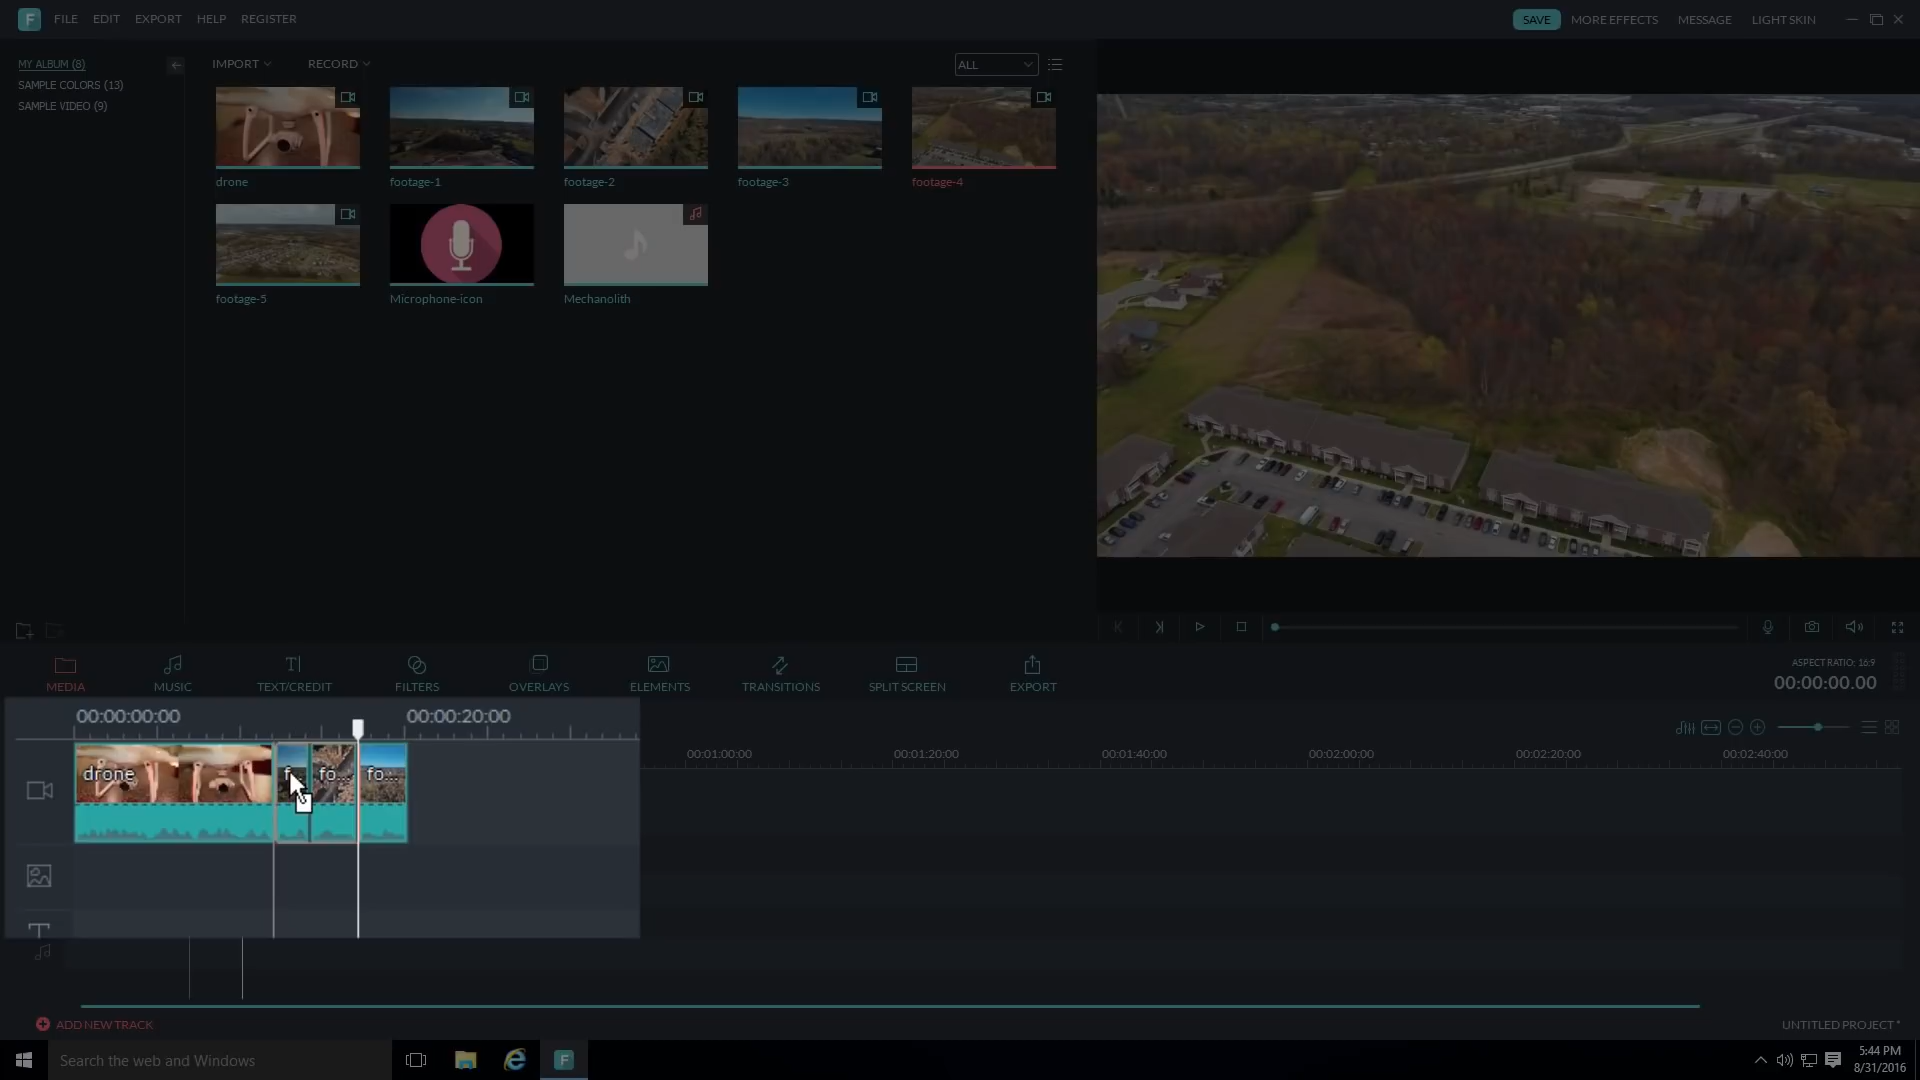 F FILE EDIT EXPORT HELP REGISTER SAVE MORE EFFECTS MESSAGE LIGHT SKIN
MY ALBUM (8)
SAMPLE COLORS (13)
SAMPLE VIDEO (9)
IMPORT RECORD ALL
drone footage-1 footage-2 footage-3 footage-4
footage-5 Microphone-icon Mechanolith
MEDIA MUSIC TEXT/CREDIT FILTERS OVERLAYS ELEMENTS TRANSITIONS SPLIT SCREEN EXPORT
ASPECT RATIO: 16:9
00:00:00.00
00:00:00:00 00:00:20:00
00:01:00:00 00:01:20:00 00:01:40:00 00:02:00:00 00:02:20:00 00:02:40:00
drone f... fo... fo...
ADD NEW TRACK UNTITLED PROJECT *
Search the web and Windows
F
5:44 PM
8/31/2016